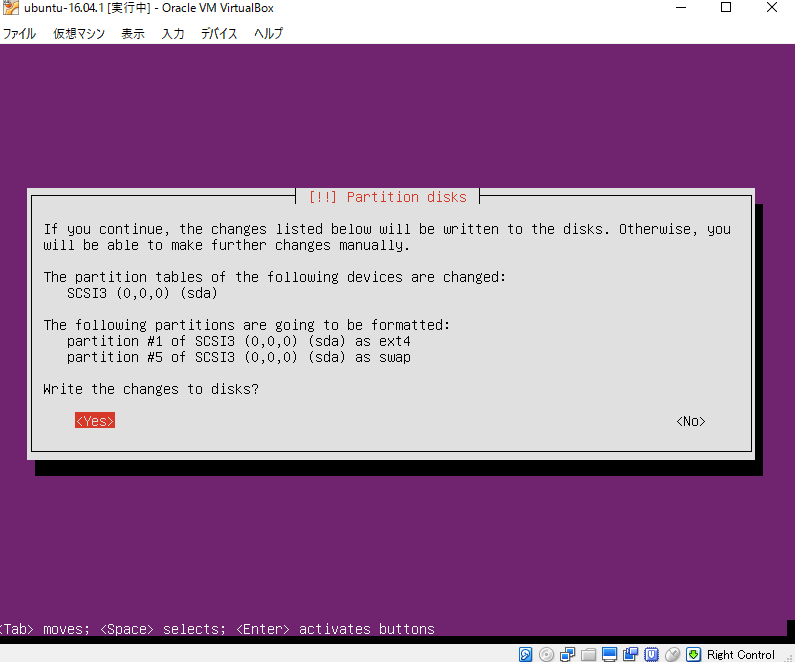 ubuntu-16.04.1 [実行中] - Oracle VM VirtualBox
ファイル 仮想マシン 表示 入力 デバイス ヘルプ
[!!] Partition disks
If you continue, the changes listed below will be written to the disks. Otherwise, you
will be able to make further changes manually.
The partition tables of the following devices are changed:
SCSI3 (0,0,0) (sda)
The following partitions are going to be formatted:
partition #1 of SCSI3 (0,0,0) (sda) as ext4
partition #5 of SCSI3 (0,0,0) (sda) as swap
Write the changes to disks?
<Yes> <No>
<Tab> moves; <Space> selects; <Enter> activates buttons
Right Control